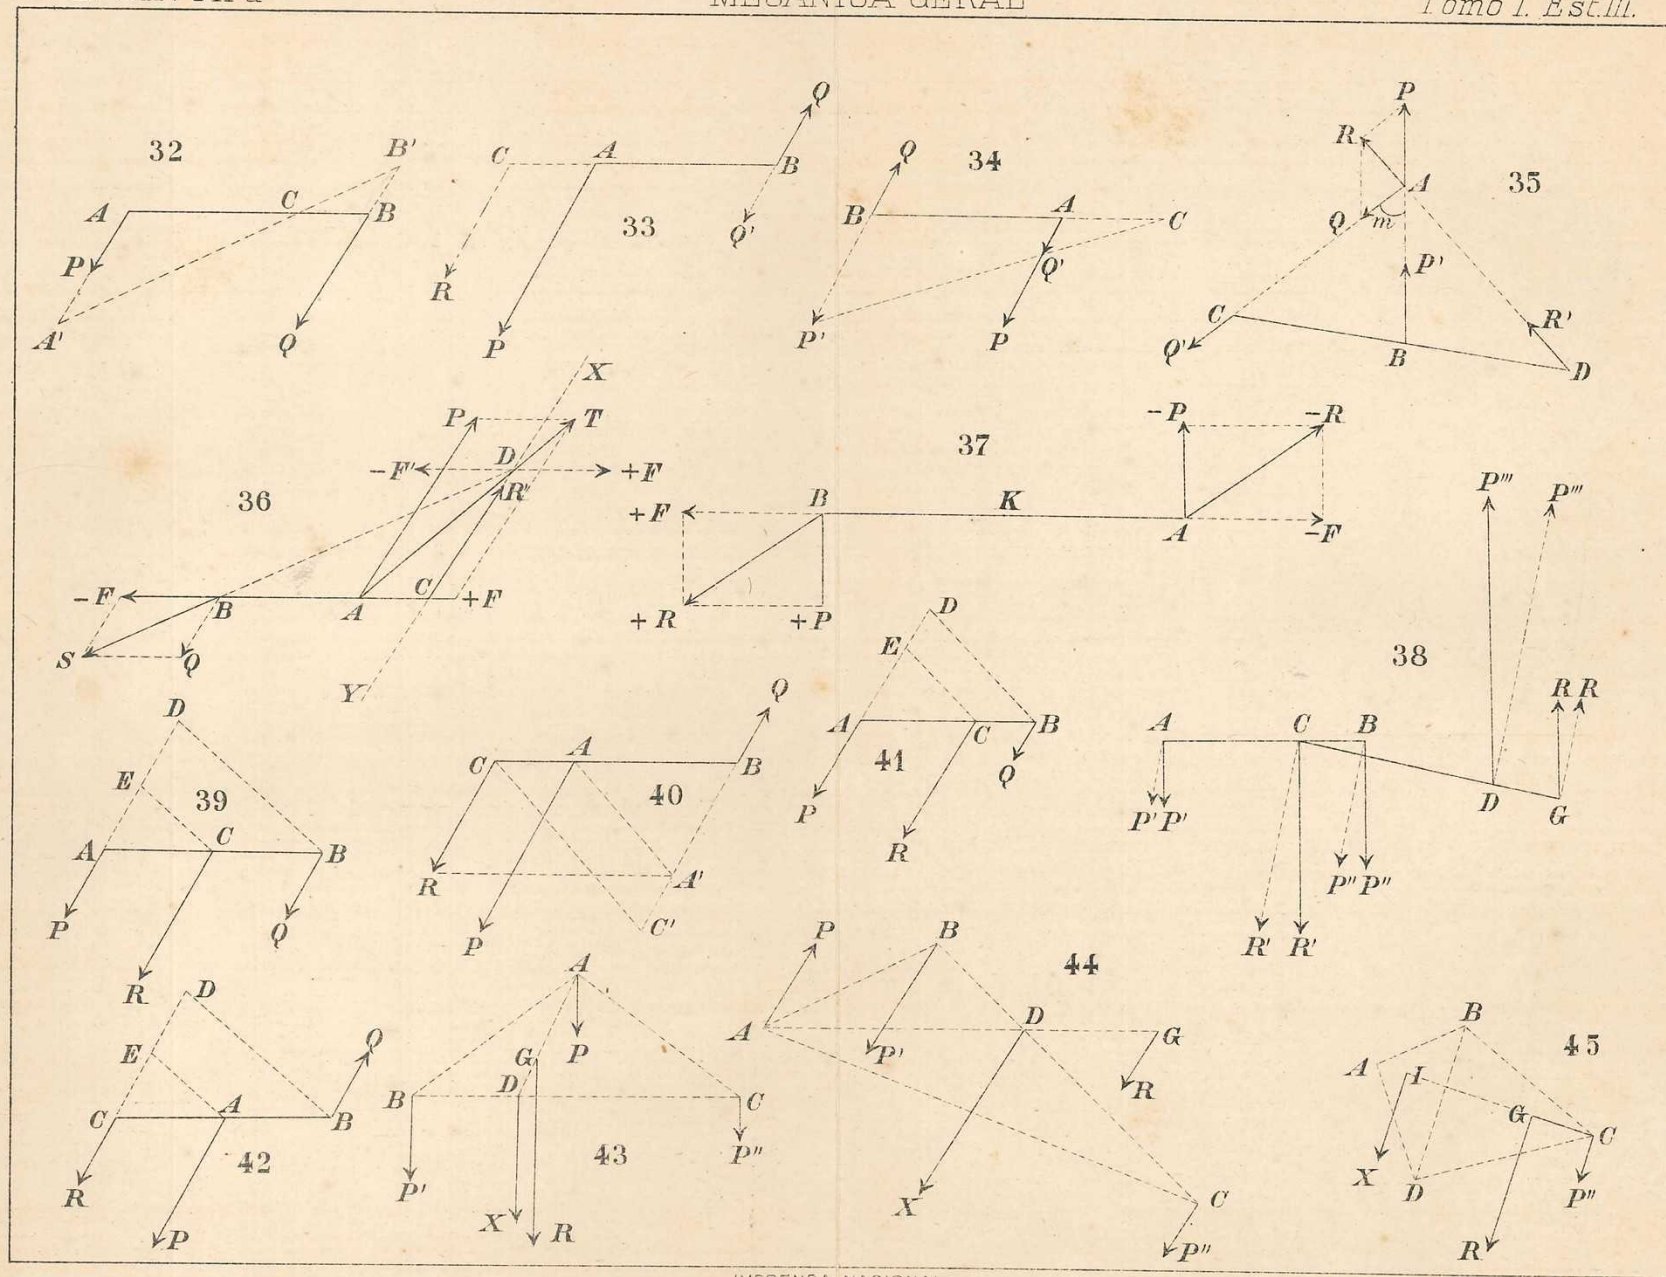 MECANICA GERAL
Tomo I. Est. III.
32
A B' C B P A' Q
33
C A Q B Q' R P
34
Q B A C Q' P' P
35
P R A Q m P' C R' Q' B D
36
X P T D -F' +F R' -F B A C +F S Q Y
37
-P -R +F B K A -F +R +P
38
P''' P''' R R A C B D G P' P' P'' P'' R' R'
39
D E A C B P Q R
40
Q C A B R A' P C'
41
D E A C B P Q R
42
D Q E C A B R P
43
A P G D B C P' P'' X R
44
P B A D G P' R X C P''
45
B A I G C X D P'' R